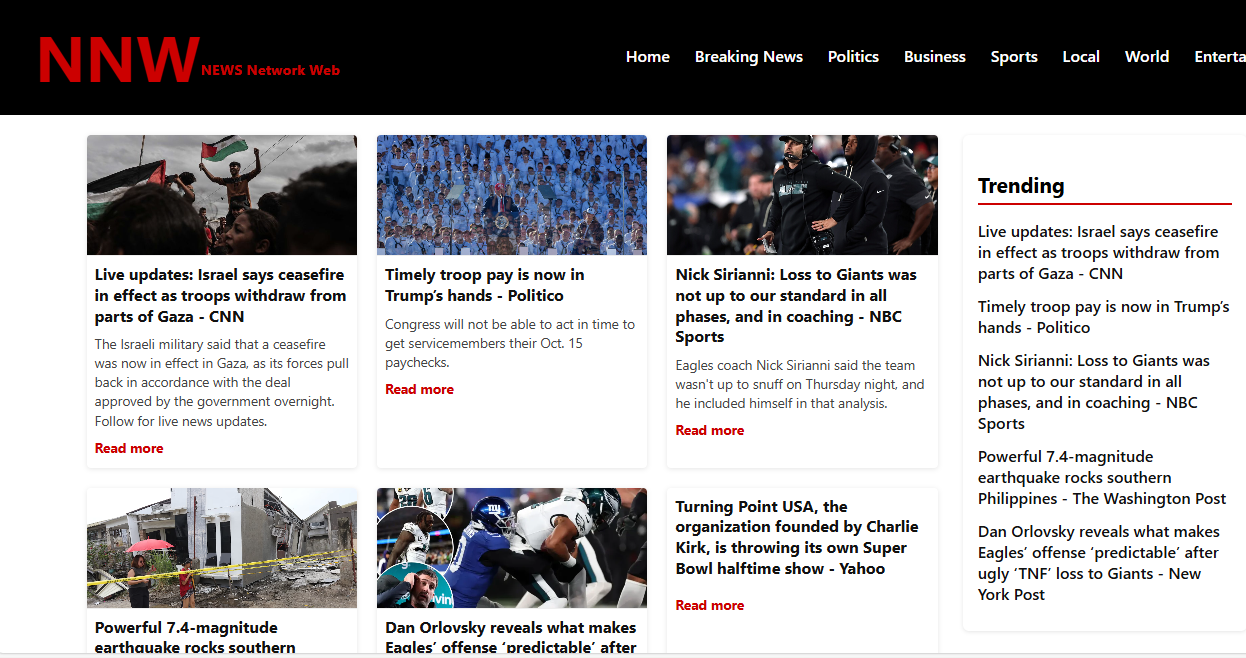 NNW NEWS Network Web
Home Breaking News Politics Business Sports Local World Enterta
Live updates: Israel says ceasefire
in effect as troops withdraw from
parts of Gaza - CNN
The Israeli military said that a ceasefire
was now in effect in Gaza, as its forces pull
back in accordance with the deal
approved by the government overnight.
Follow for live news updates.
Read more
Timely troop pay is now in
Trump’s hands - Politico
Congress will not be able to act in time to
get servicemembers their Oct. 15
paychecks.
Read more
Nick Sirianni: Loss to Giants was
not up to our standard in all
phases, and in coaching - NBC
Sports
Eagles coach Nick Sirianni said the team
wasn't up to snuff on Thursday night, and
he included himself in that analysis.
Read more
Powerful 7.4-magnitude
earthquake rocks southern
Dan Orlovsky reveals what makes
Eagles’ offense ‘predictable’ after
Turning Point USA, the
organization founded by Charlie
Kirk, is throwing its own Super
Bowl halftime show - Yahoo
Read more
Trending
Live updates: Israel says ceasefire
in effect as troops withdraw from
parts of Gaza - CNN
Timely troop pay is now in Trump’s
hands - Politico
Nick Sirianni: Loss to Giants was
not up to our standard in all
phases, and in coaching - NBC
Sports
Powerful 7.4-magnitude
earthquake rocks southern
Philippines - The Washington Post
Dan Orlovsky reveals what makes
Eagles’ offense ‘predictable’ after
ugly ‘TNF’ loss to Giants - New
York Post